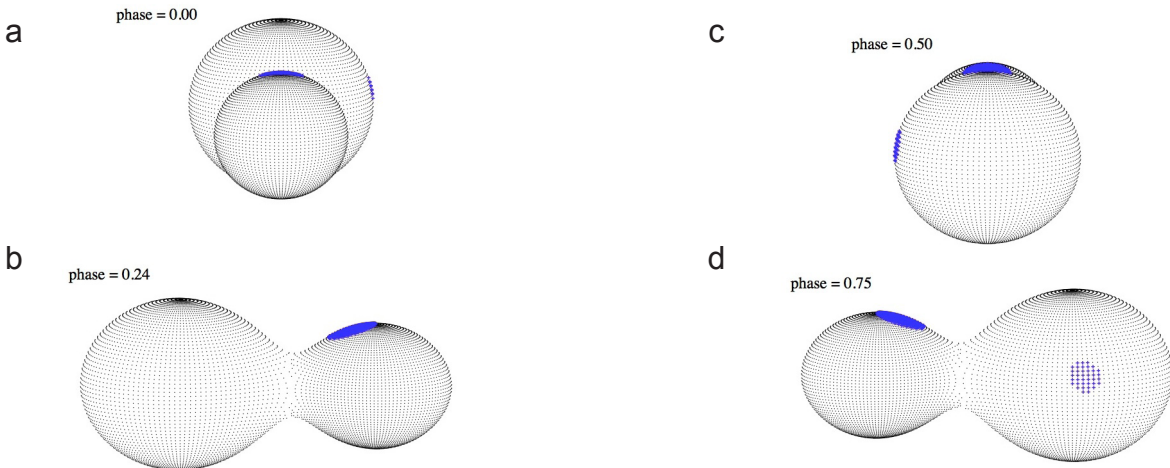 a
phase = 0.00
c
phase = 0.50
b
phase = 0.24
d
phase = 0.75